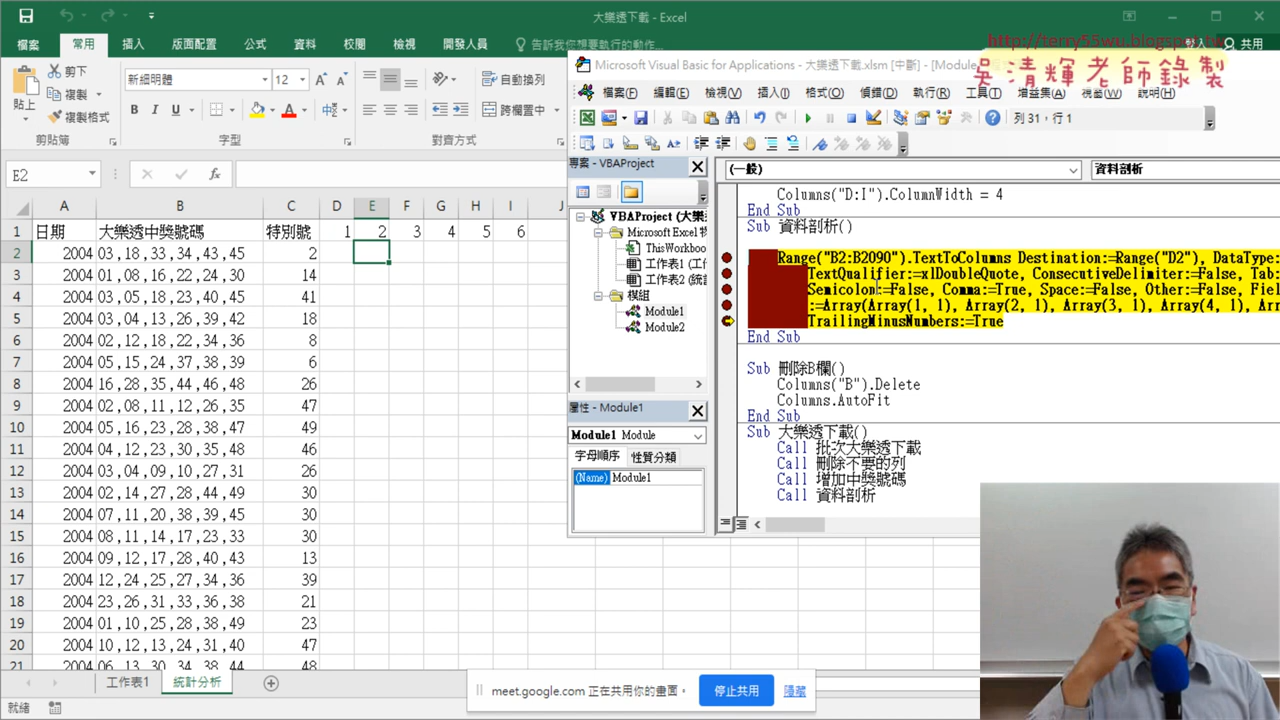 大樂透下載 - Excel
http://terry55wu.blogspot.tw
吳清輝老師錄製
檔案 常用 插入 版面配置 公式 資料 校閱 檢視 開發人員 告訴我您想要執行的動作... 登入 共用
貼上 剪下 複製 複製格式 剪貼簿
新細明體 12 B I U A 字型
自動換列 跨欄置中 對齊方式
E2 fx
A B C D E F G H I J
1 日期 大樂透中獎號碼 特別號 1 2 3 4 5 6
2 2004 03,18,33,34,43,45 2
3 2004 01,08,16,22,24,30 14
4 2004 03,05,18,23,40,45 41
5 2004 03,04,13,26,39,42 18
6 2004 02,12,18,22,34,36 8
7 2004 05,15,24,37,38,39 6
8 2004 16,28,35,44,46,48 26
9 2004 02,08,11,12,26,35 47
10 2004 05,16,23,28,38,47 49
11 2004 04,12,23,30,35,48 46
12 2004 03,04,09,10,27,31 26
13 2004 02,14,27,28,44,49 30
14 2004 07,11,20,38,39,45 30
15 2004 08,11,14,17,23,33 30
16 2004 09,12,17,28,40,43 13
17 2004 12,24,25,27,34,36 39
18 2004 23,26,31,33,36,38 21
19 2004 01,10,25,28,38,49 23
20 2004 10,12,13,24,31,40 47
21 2004 06,13,30,34,38,44 48
工作表1 統計分析
就緒
Microsoft Visual Basic for Applications - 大樂透下載.xlsm [中斷] - [Module
檔案(F) 編輯(E) 檢視(V) 插入(I) 格式(O) 偵錯(D) 執行(R) 工具(T) 增益集(A) 視窗(W) 說明(H)
列 31，行 1
專案 - VBAProject
VBAProject (大樂
Microsoft Excel 物件
ThisWorkboo
工作表1 (工
工作表2 (統
模組
Module1
Module2
屬性 - Module1
Module1 Module
字母順序 性質分類
(Name) Module1
(一般) 資料剖析
Columns("D:I").ColumnWidth = 4
End Sub
Sub 資料剖析()
Range("B2:B2090").TextToColumns Destination:=Range("D2"), DataType:
TextQualifier:=xlDoubleQuote, ConsecutiveDelimiter:=False, Tab:
Semicolon:=False, Comma:=True, Space:=False, Other:=False, Fiel
:=Array(Array(1, 1), Array(2, 1), Array(3, 1), Array(4, 1), Arr
TrailingMinusNumbers:=True
End Sub
Sub 刪除B欄()
Columns("B").Delete
Columns.AutoFit
End Sub
Sub 大樂透下載()
Call 批次大樂透下載
Call 刪除不要的列
Call 增加中獎號碼
Call 資料剖析
meet.google.com 正在共用你的畫面。 停止共用 隱藏